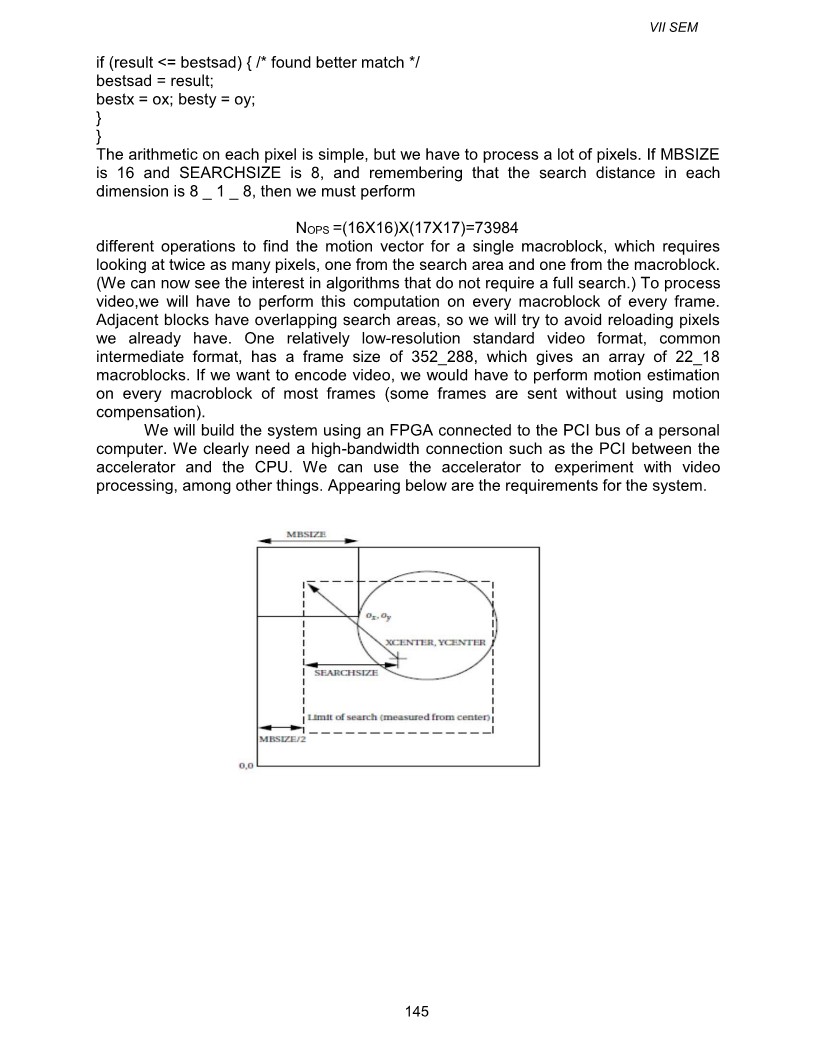 VII SEM
if (result <= bestsad) { /* found better match */
bestsad = result;
bestx = ox; besty = oy;
}
}
The arithmetic on each pixel is simple, but we have to process a lot of pixels. If MBSIZE
is 16 and SEARCHSIZE is 8, and remembering that the search distance in each
dimension is 8 _ 1 _ 8, then we must perform
NOPS =(16X16)X(17X17)=73984
different operations to find the motion vector for a single macroblock, which requires
looking at twice as many pixels, one from the search area and one from the macroblock.
(We can now see the interest in algorithms that do not require a full search.) To process
video,we will have to perform this computation on every macroblock of every frame.
Adjacent blocks have overlapping search areas, so we will try to avoid reloading pixels
we already have. One relatively low-resolution standard video format, common
intermediate format, has a frame size of 352_288, which gives an array of 22_18
macroblocks. If we want to encode video, we would have to perform motion estimation
on every macroblock of most frames (some frames are sent without using motion
compensation).
We will build the system using an FPGA connected to the PCI bus of a personal
computer. We clearly need a high-bandwidth connection such as the PCI between the
accelerator and the CPU. We can use the accelerator to experiment with video
processing, among other things. Appearing below are the requirements for the system.
MBSIZE
ox, oy
XCENTER, YCENTER
SEARCHSIZE
Limit of search (measured from center)
MBSIZE/2
0,0
145